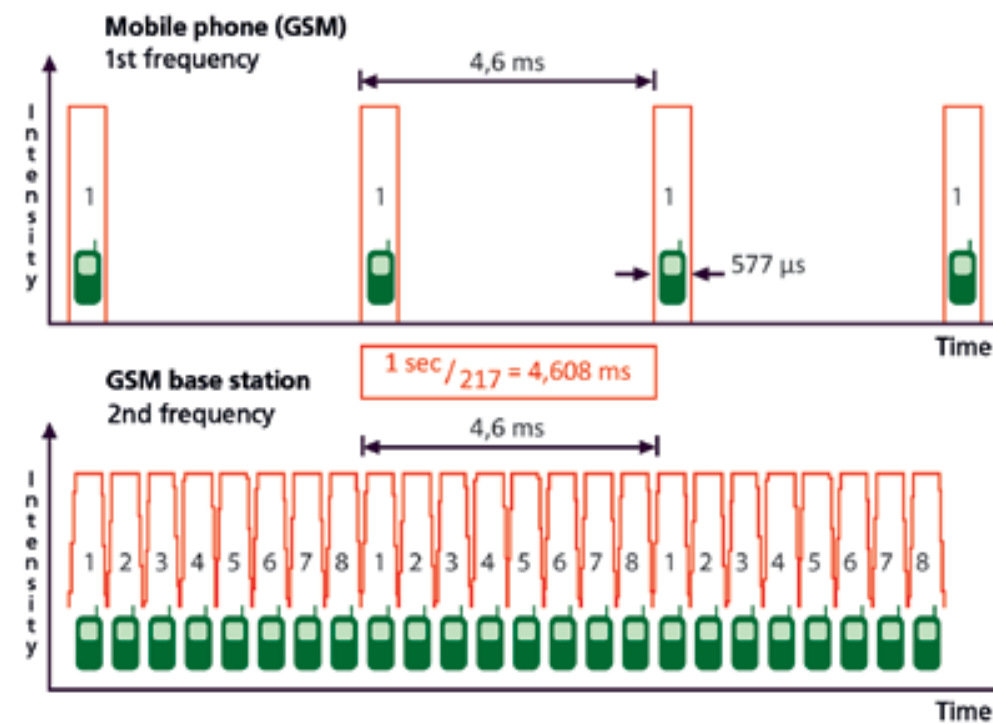 Mobile phone (GSM)
1st frequency
4,6 ms
Intensity
1 1 1 1
577 µs
Time
1 sec/217 = 4,608 ms
GSM base station
2nd frequency
4,6 ms
Intensity
1 2 3 4 5 6 7 8 1 2 3 4 5 6 7 8 1 2 3 4 5 6 7 8
Time